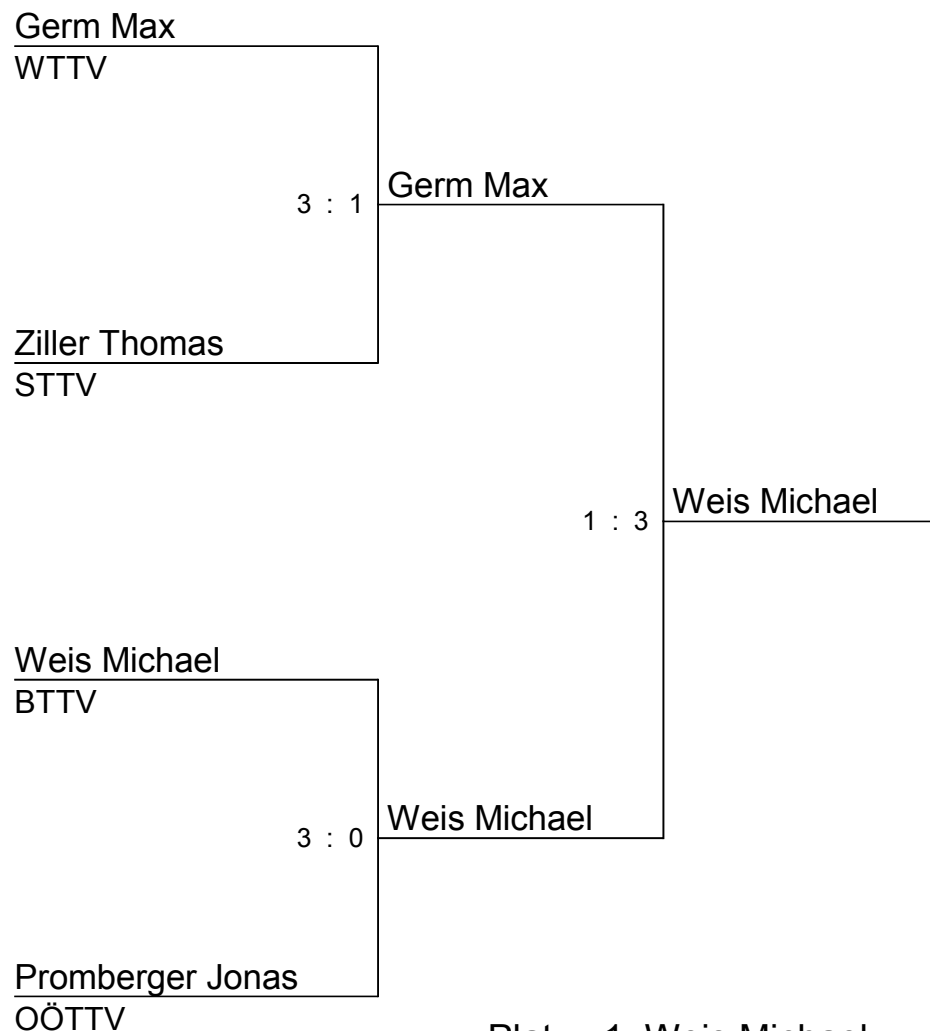 Germ Max
WTTV
3 : 1
Germ Max
Ziller Thomas
STTV
1 : 3
Weis Michael
Weis Michael
BTTV
3 : 0
Weis Michael
Promberger Jonas
OÖTTV
1. Weis Michael